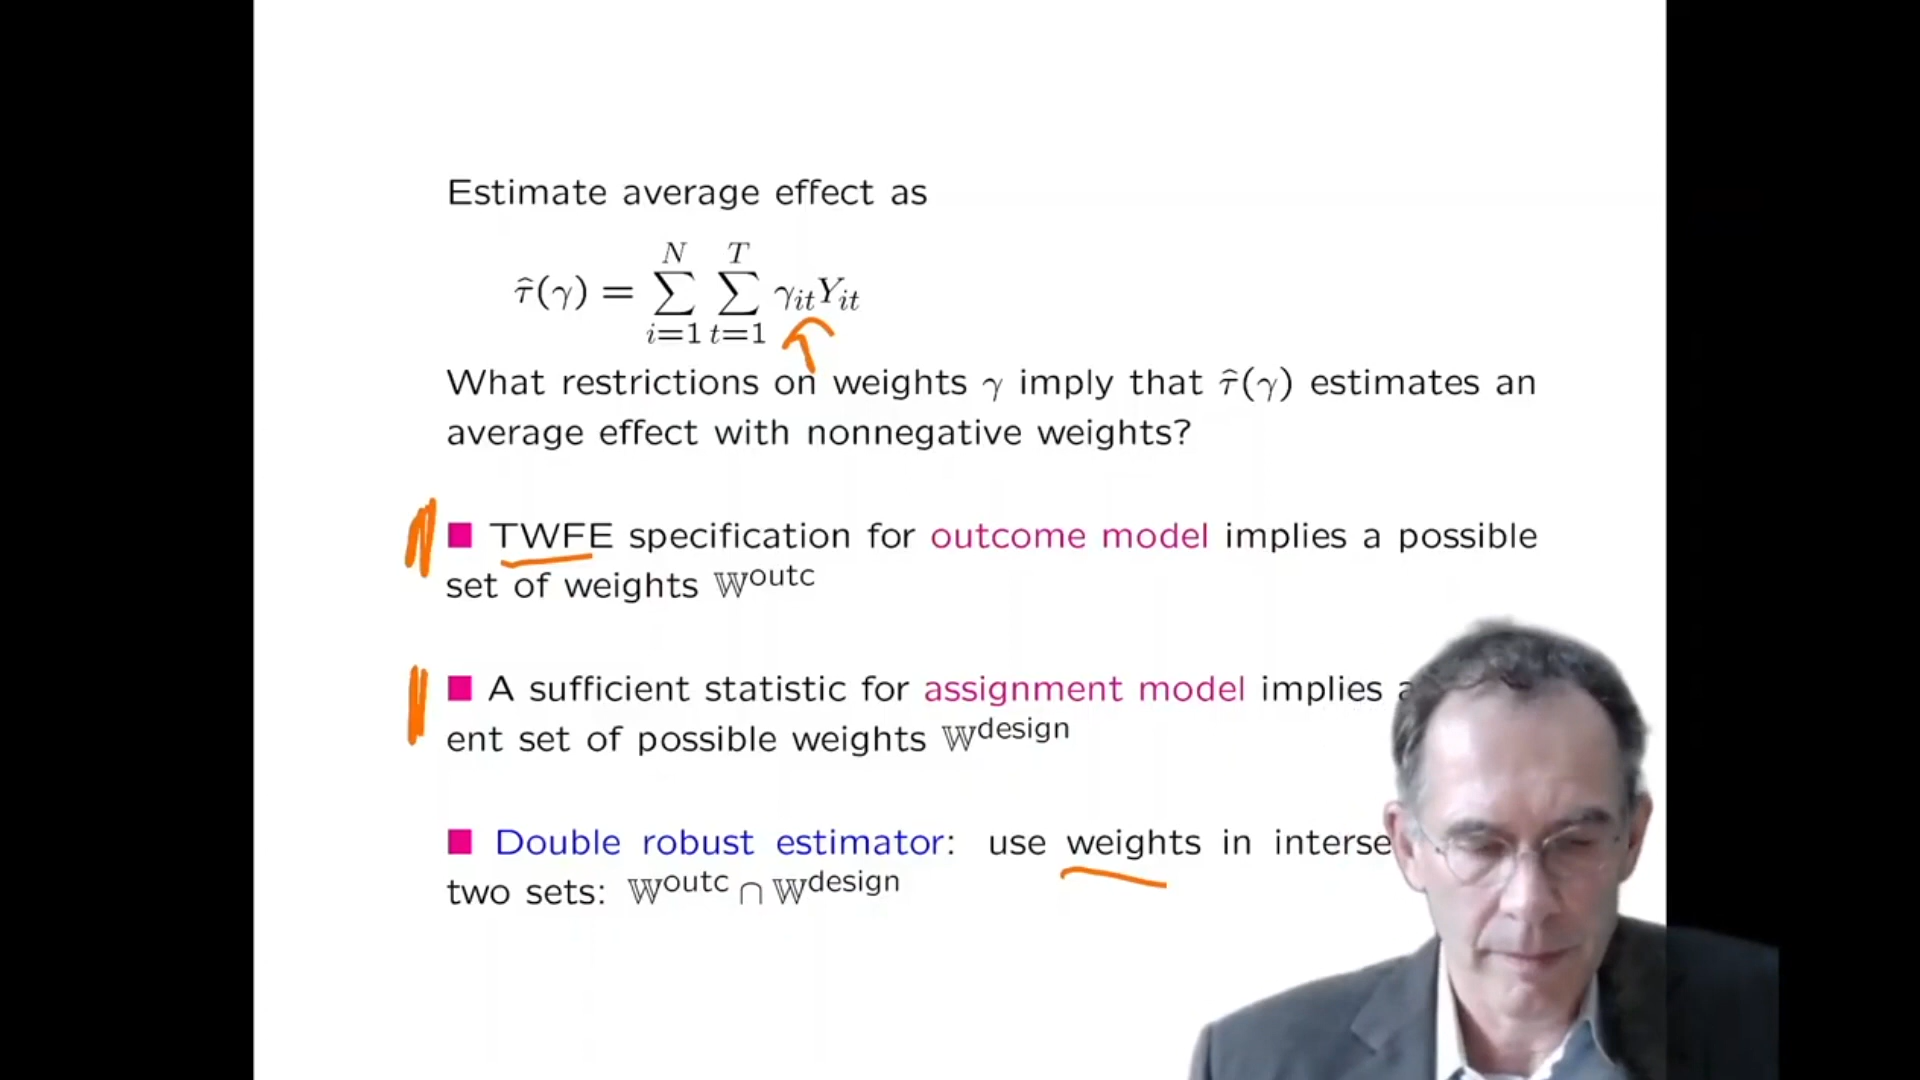 Estimate average effect as
τ̂(γ) = ∑_{i=1}^{N} ∑_{t=1}^{T} γ_{it}Y_{it}
What restrictions on weights γ imply that τ̂(γ) estimates an
average effect with nonnegative weights?
■ TWFE specification for outcome model implies a possible
set of weights 𝕎^{outc}
■ A sufficient statistic for assignment model implies
ent set of possible weights 𝕎^{design}
■ Double robust estimator: use weights in interse
two sets: 𝕎^{outc} ∩ 𝕎^{design}